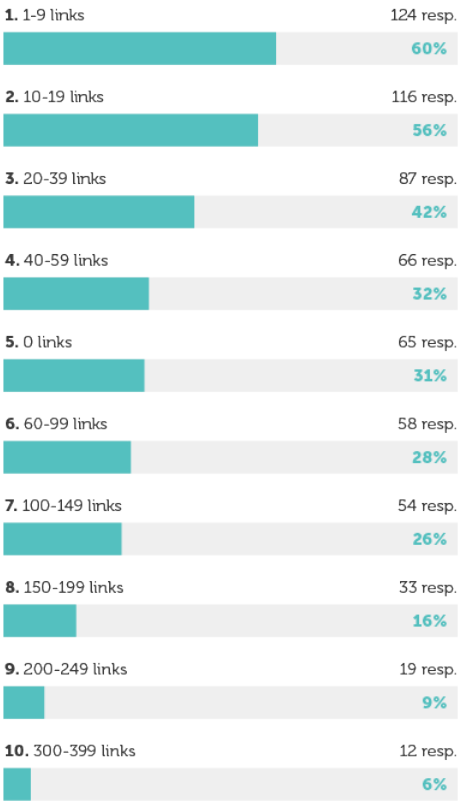 1. 1-9 links 124 resp.
60%
2. 10-19 links 116 resp.
56%
3. 20-39 links 87 resp.
42%
4. 40-59 links 66 resp.
32%
5. 0 links 65 resp.
31%
6. 60-99 links 58 resp.
28%
7. 100-149 links 54 resp.
26%
8. 150-199 links 33 resp.
16%
9. 200-249 links 19 resp.
9%
10. 300-399 links 12 resp.
6%